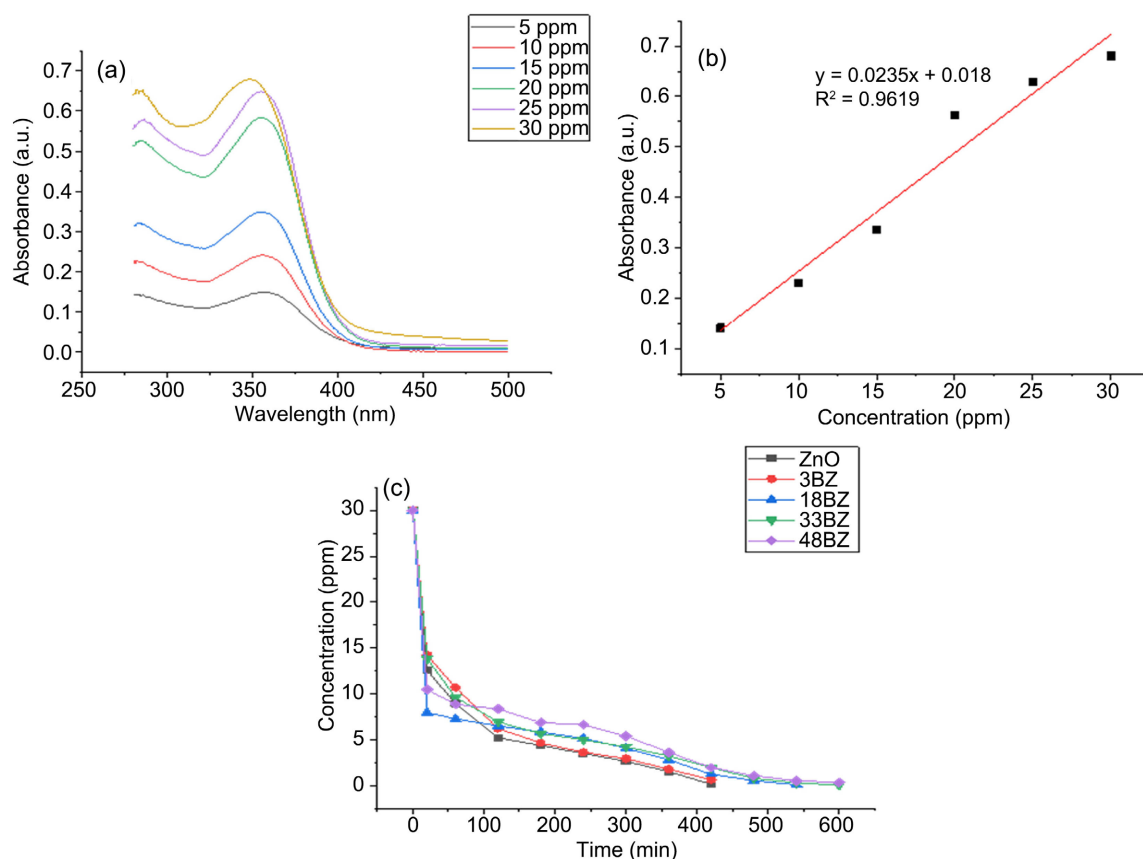 (a)
5 ppm
10 ppm
15 ppm
20 ppm
25 ppm
30 ppm
Absorbance (a.u.)
0.7
0.6
0.5
0.4
0.3
0.2
0.1
0.0
250 300 350 400 450 500
Wavelength (nm)
(b)
y = 0.0235x + 0.018
R² = 0.9619
Absorbance (a.u.)
0.7
0.6
0.5
0.4
0.3
0.2
0.1
5 10 15 20 25 30
Concentration (ppm)
(c)
ZnO
3BZ
18BZ
33BZ
48BZ
Concentration (ppm)
30
25
20
15
10
5
0
0 100 200 300 400 500 600
Time (min)